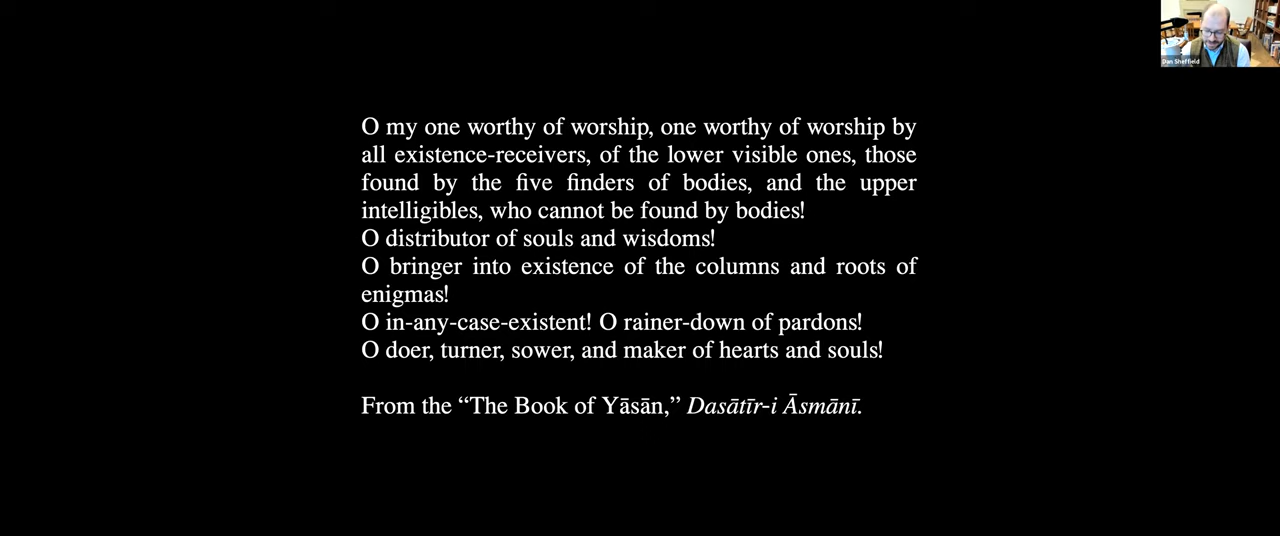 O my one worthy of worship, one worthy of worship by
all existence-receivers, of the lower visible ones, those
found by the five finders of bodies, and the upper
intelligibles, who cannot be found by bodies!
O distributor of souls and wisdoms!
O bringer into existence of the columns and roots of
enigmas!
O in-any-case-existent! O rainer-down of pardons!
O doer, turner, sower, and maker of hearts and souls!
From the “The Book of Yāsān,” Dasātīr-i Āsmānī.
Dan Sheffield